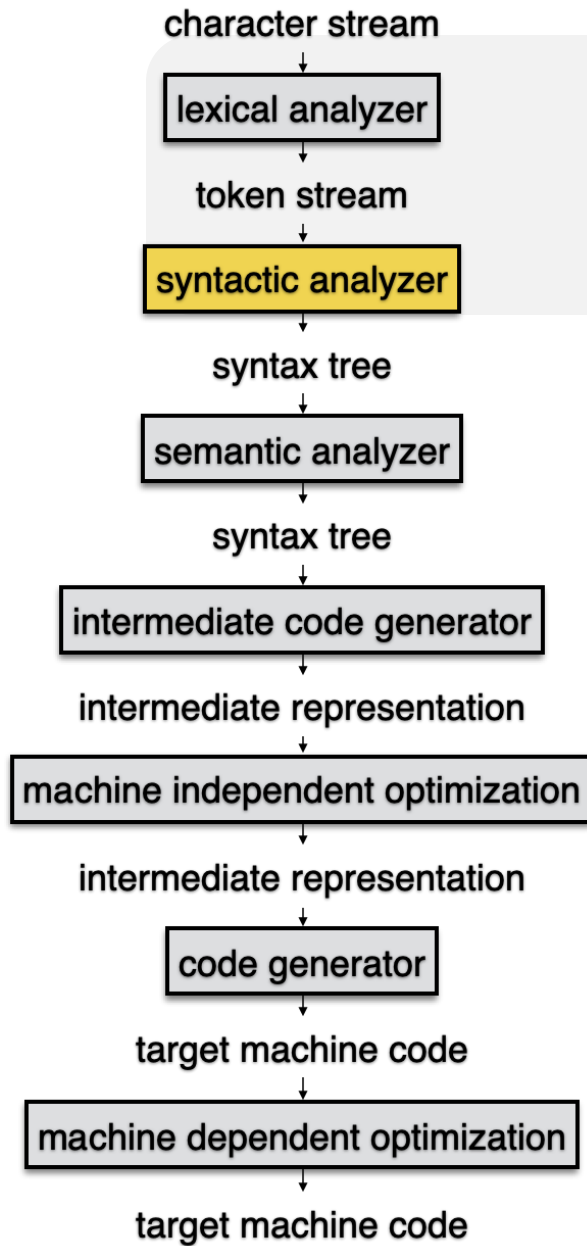 character stream
lexical analyzer
token stream
syntactic analyzer
syntax tree
semantic analyzer
syntax tree
intermediate code generator
intermediate representation
machine independent optimization
intermediate representation
code generator
target machine code
machine dependent optimization
target machine code